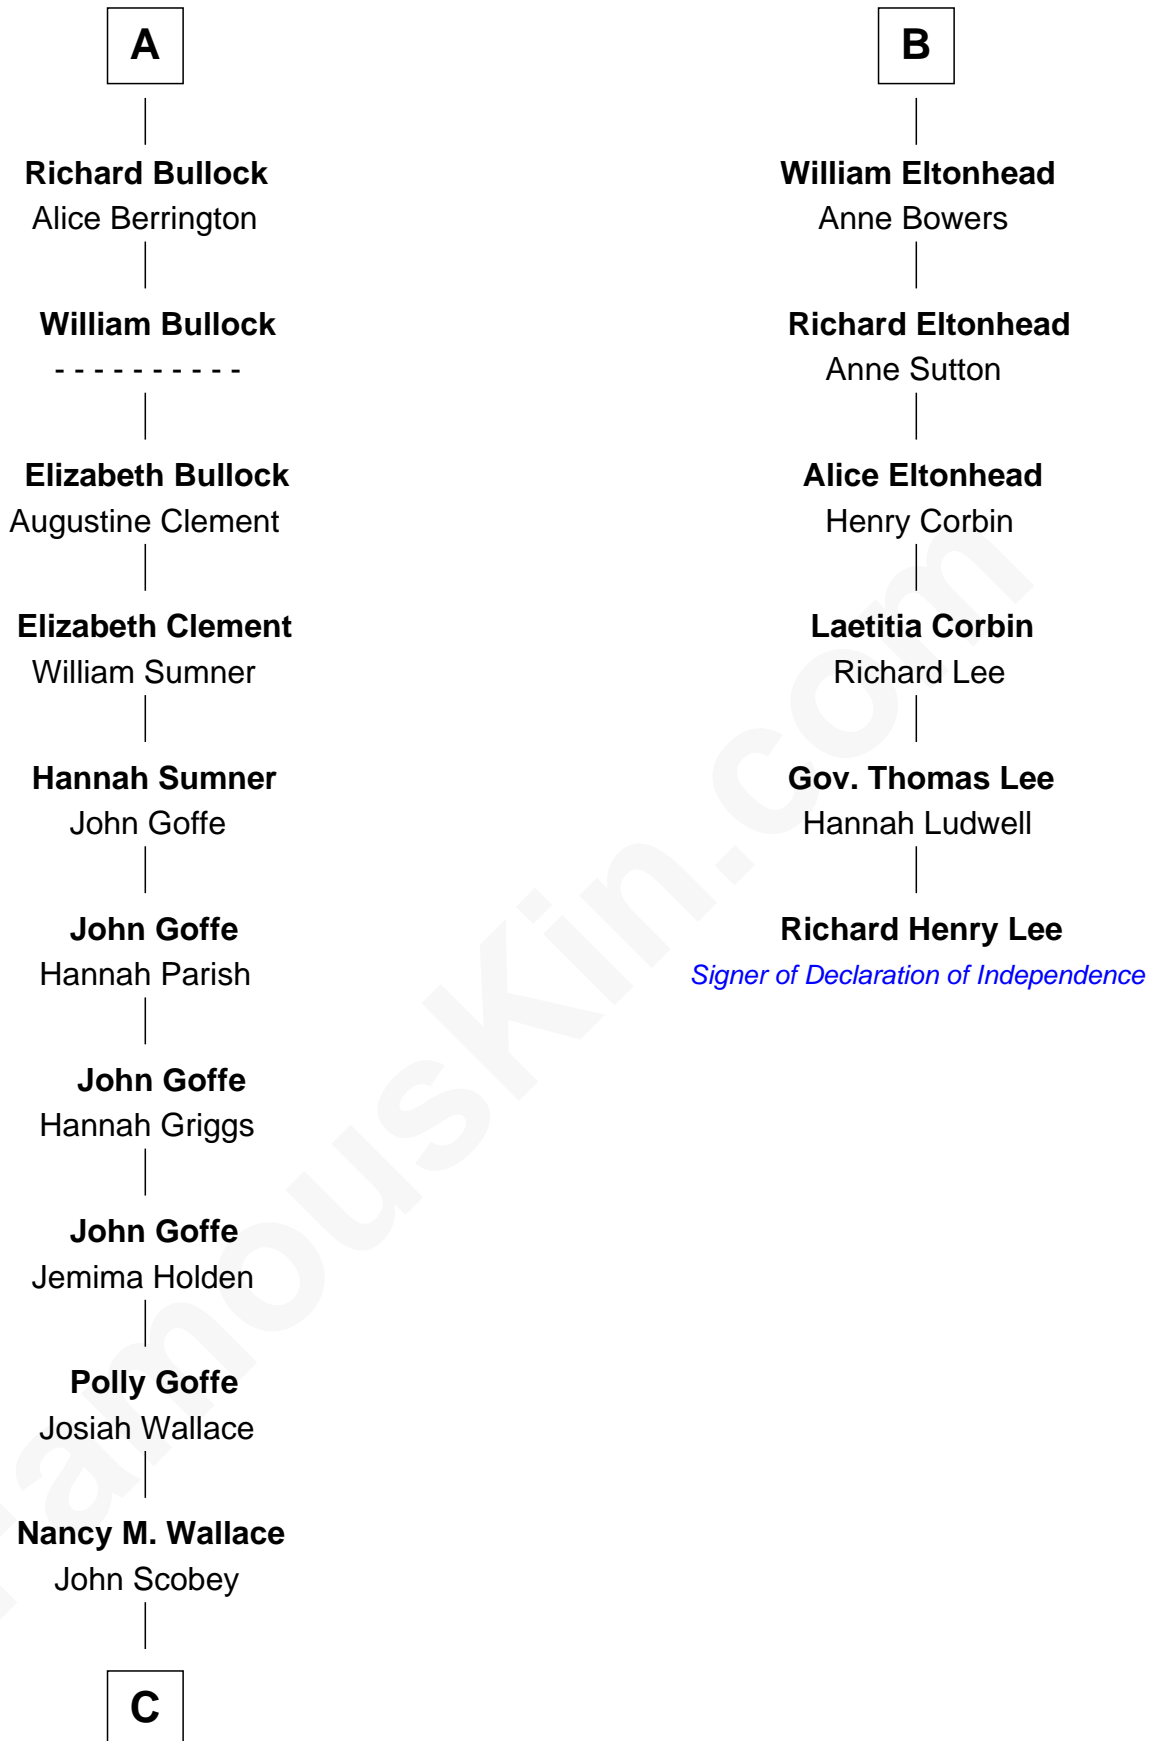 A
Richard Bullock
Alice Berrington
William Bullock
- - - - - - - - - -
Elizabeth Bullock
Augustine Clement
Elizabeth Clement
William Sumner
Hannah Sumner
John Goffe
John Goffe
Hannah Parish
John Goffe
Hannah Griggs
John Goffe
Jemima Holden
Polly Goffe
Josiah Wallace
Nancy M. Wallace
John Scobey
C
B
William Eltonhead
Anne Bowers
Richard Eltonhead
Anne Sutton
Alice Eltonhead
Henry Corbin
Laetitia Corbin
Richard Lee
Gov. Thomas Lee
Hannah Ludwell
Richard Henry Lee
Signer of Declaration of Independence
FamousKin.com